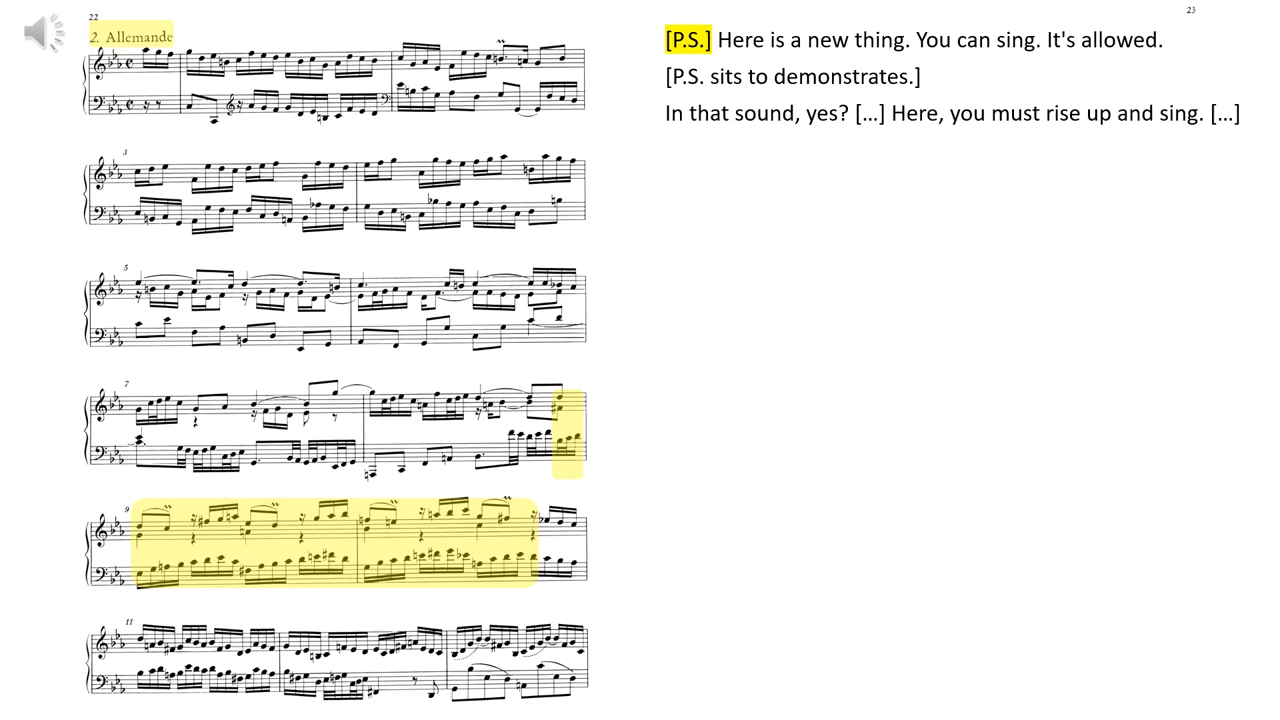 22
2. Allemande
3
5
7
9
11
23
[P.S.] Here is a new thing. You can sing. It's allowed.
[P.S. sits to demonstrates.]
In that sound, yes? […] Here, you must rise up and sing. […]